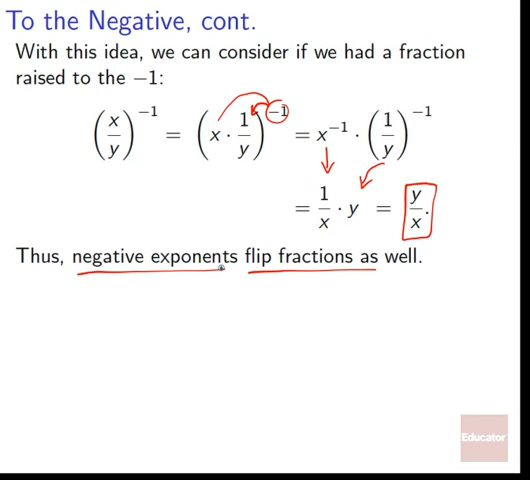 To the Negative, cont.
With this idea, we can consider if we had a fraction
raised to the −1:
(x/y)^−1 = (x · 1/y)^−1 = x^−1 · (1/y)^−1
= 1/x · y = y/x.
Thus, negative exponents flip fractions as well.
Educator